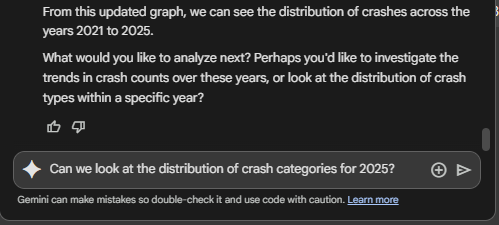 From this updated graph, we can see the distribution of crashes across the
years 2021 to 2025.
What would you like to analyze next? Perhaps you'd like to investigate the
trends in crash counts over these years, or look at the distribution of crash
types within a specific year?
Can we look at the distribution of crash categories for 2025?
Gemini can make mistakes so double-check it and use code with caution. Learn more